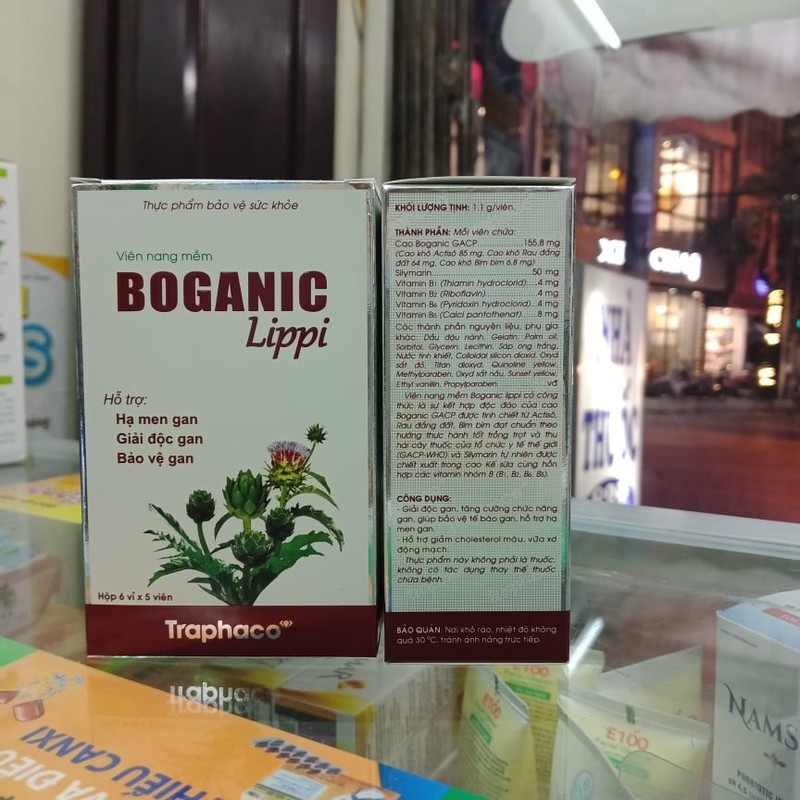 Thực phẩm bảo vệ sức khỏe
Viên nang mềm
BOGANIC
Lippi
Hỗ trợ:
Hạ men gan
Giải độc gan
Bảo vệ gan
Hộp 6 vỉ x 5 viên
Traphaco
KHỐI LƯỢNG TỊNH: 1,1 g/viên.
THÀNH PHẦN: Mỗi viên chứa:
Cao Boganic GACP...................155,8 mg
(Cao khô Actisô 85 mg, Cao khô Rau đắng
đất 64 mg, Cao khô Bìm bìm 6.8 mg)
Silymarin........................50 mg
Vitamin B₁ (Thiamin hydroclorid)....4 mg
Vitamin B₂ (Riboflavin)....................4 mg
Vitamin B₆ (Pyridoxin hydroclorid)...4 mg
Vitamin B₅ (Calci pantothenat).......8 mg
Các thành phần nguyên liệu, phụ gia
khác: Dầu đậu nành, Gelatin, Palm oil,
Sorbitol, Glycerin, Lecithin, Sáp ong trắng,
Nước tinh khiết, Colloidal silicon dioxid, Oxyd
sắt đỏ, Titan dioxyd, Quinoline yellow,
Methylparaben, Oxyd sắt nâu, Sunset yellow,
Ethyl vanillin, Propylparaben..............vđ
Viên nang mềm Boganic lippi có công
thức là sự kết hợp độc đáo của cao
Boganic GACP được tinh chiết từ Actisô,
Rau đắng đất, Bìm bìm đạt chuẩn theo
hướng thực hành tốt trồng trọt và thu
hái cây thuốc của tổ chức y tế thế giới
(GACP-WHO) và Silymarin tự nhiên được
chiết xuất trong cao Kế sữa cùng hỗn
hợp các vitamin nhóm B (B₁, B₂, B₆, B₅).
CÔNG DỤNG:
- Giải độc gan, tăng cường chức năng
gan, giúp bảo vệ tế bào gan, hỗ trợ hạ
men gan.
- Hỗ trợ giảm cholesterol máu, vữa xơ
động mạch.
Thực phẩm này không phải là thuốc,
không có tác dụng thay thế thuốc
chữa bệnh.
BẢO QUẢN: Nơi khô ráo, nhiệt độ không
quá 30 °C, tránh ánh nắng trực tiếp.
NHÀ
THUỐC
E100
E100
NAMS
PROBIOTIC
THIẾU CANXI
VÀ ĐIỀU